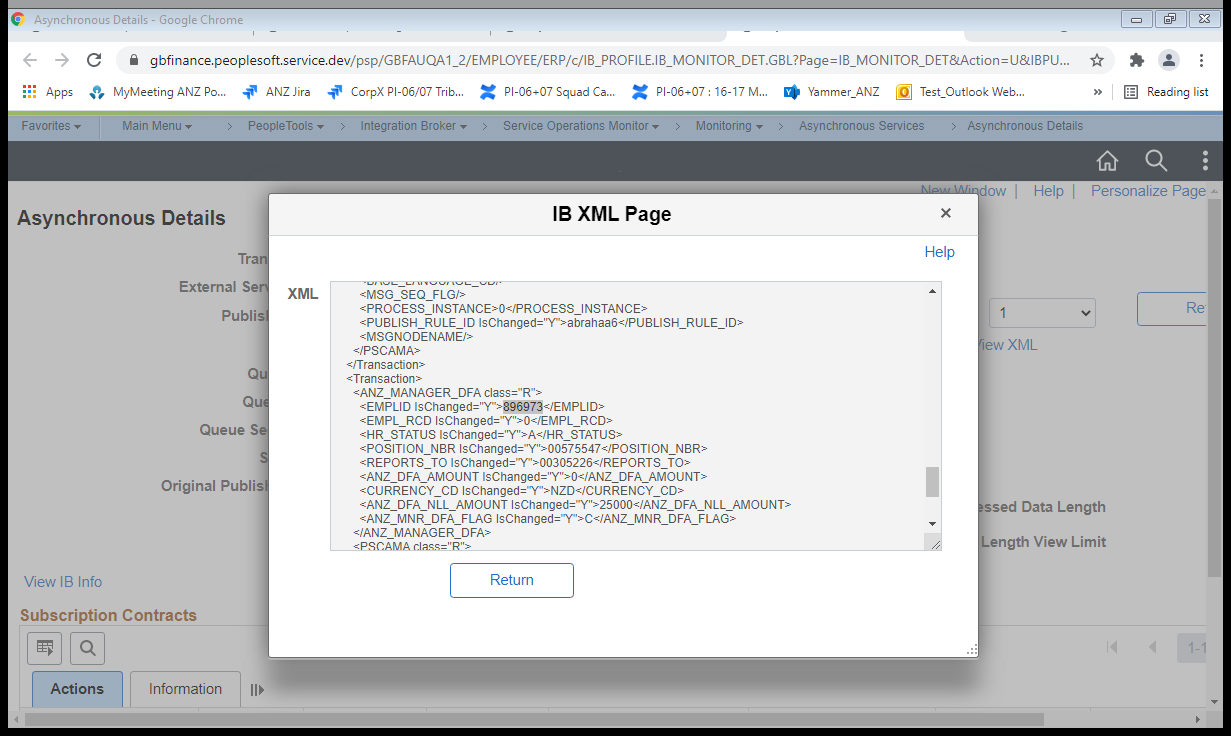 Asynchronous Details - Google Chrome
gbfinance.peoplesoft.service.dev/psp/GBFAUQA1_2/EMPLOYEE/ERP/c/IB_PROFILE.IB_MONITOR_DET.GBL?Page=IB_MONITOR_DET&Action=U&IBPU...
Apps MyMeeting ANZ Po... ANZ Jira CorpX PI-06/07 Trib... PI-06+07 Squad Ca... PI-06+07 : 16-17 M... Yammer_ANZ Test_Outlook Web... » Reading list
Favorites Main Menu > PeopleTools > Integration Broker > Service Operations Monitor > Monitoring > Asynchronous Services > Asynchronous Details
New Window | Help | Personalize Page
Asynchronous Details
IB XML Page
×
Help
Tran
External Serv
Publish
Qu
Que
Queue Se
S
Original Publish
XML
<BASE_LANGUAGE_CD/>
<MSG_SEQ_FLG/>
<PROCESS_INSTANCE>0</PROCESS_INSTANCE>
<PUBLISH_RULE_ID IsChanged="Y">abrahaa6</PUBLISH_RULE_ID>
<MSGNODENAME/>
</PSCAMA>
</Transaction>
<Transaction>
<ANZ_MANAGER_DFA class="R">
<EMPLID IsChanged="Y">896973</EMPLID>
<EMPL_RCD IsChanged="Y">0</EMPL_RCD>
<HR_STATUS IsChanged="Y">A</HR_STATUS>
<POSITION_NBR IsChanged="Y">00575547</POSITION_NBR>
<REPORTS_TO IsChanged="Y">00305226</REPORTS_TO>
<ANZ_DFA_AMOUNT IsChanged="Y">0</ANZ_DFA_AMOUNT>
<CURRENCY_CD IsChanged="Y">NZD</CURRENCY_CD>
<ANZ_DFA_NLL_AMOUNT IsChanged="Y">25000</ANZ_DFA_NLL_AMOUNT>
<ANZ_MNR_DFA_FLAG IsChanged="Y">C</ANZ_MNR_DFA_FLAG>
</ANZ_MANAGER_DFA>
<PSCAMA class="R">
Return
1
Re
View XML
essed Data Length
Length View Limit
View IB Info
Subscription Contracts
1-1
Actions Information